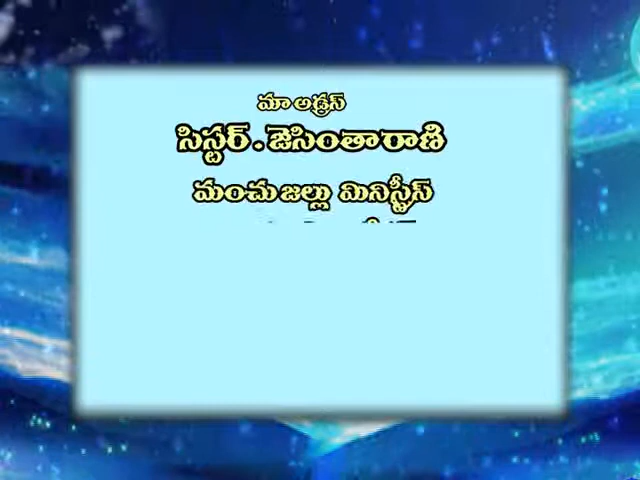 మా అడ్రస్
సిస్టర్. జెసింతారాణి
మంచుజల్లు మినిస్ట్రీస్